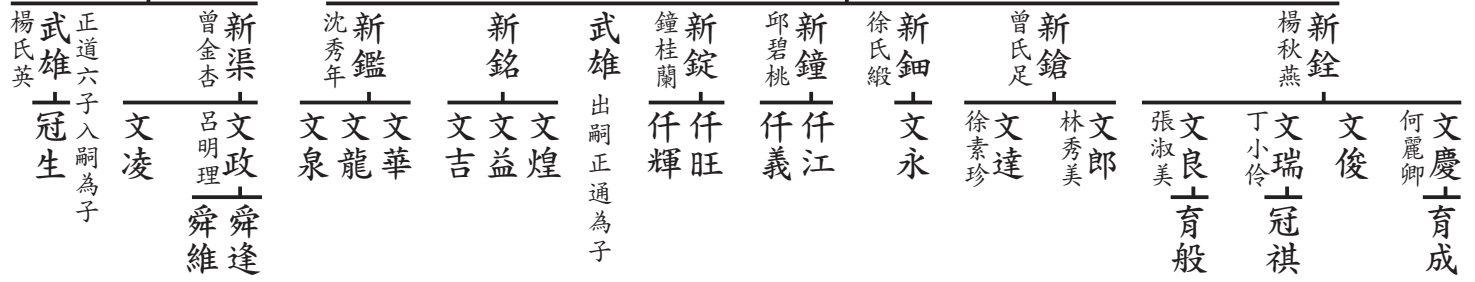 新銓
楊秋燕
新鎗
曾氏足
新鈿
徐氏緞
新鐘
邱碧桃
新錠
鐘桂蘭
武雄
出嗣正通為子
新銘
新鑑
沈秀年
新渠
曾金杏
正道六子入嗣為子
武雄
楊氏英
文慶
何麗卿
文俊
文瑞
丁小伶
文良
張淑美
文郎
林秀美
文達
徐素珍
文永
仟江
仟義
仟旺
仟輝
文煌
文益
文吉
文華
文龍
文泉
文政
呂明理
文凌
冠生
育成
冠祺
育般
舜逢
舜維